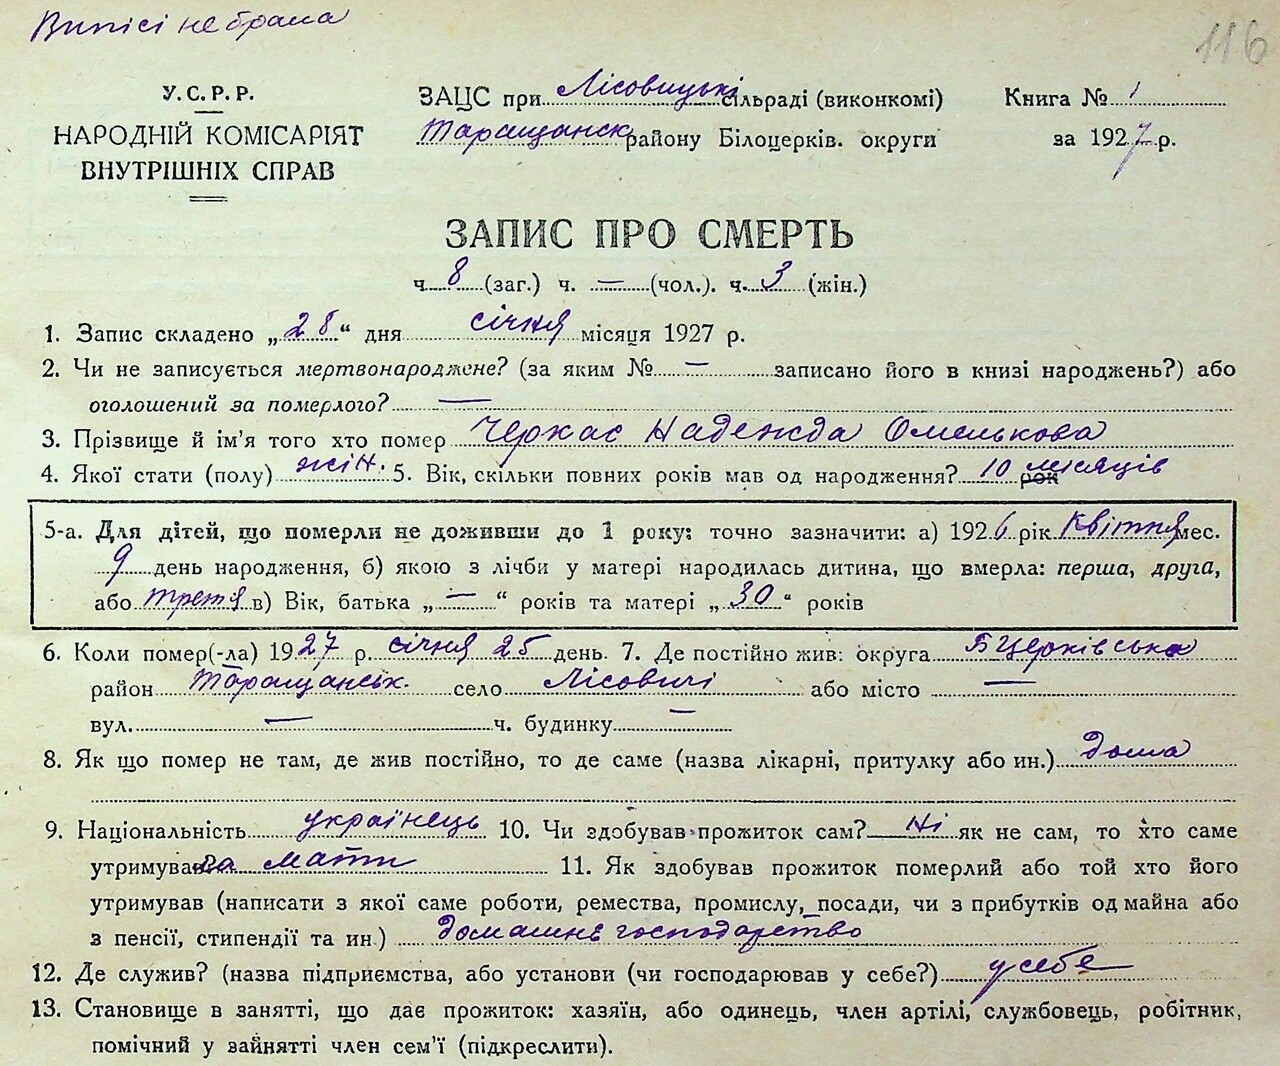 Виписі не брала
116
У.С.Р.Р.
НАРОДНІЙ КОМІСАРІЯТ
ВНУТРІШНІХ СПРАВ
ЗАЦС при Лісовицькі сільраді (виконкомі)
Таращанск району Білоцерків. округи
Книга № 1
за 1927 р.
ЗАПИС ПРО СМЕРТЬ
ч. 8 (заг.) ч. — (чол.). ч. 3 (жін.)
1. Запис складено „28“ дня січня місяця 1927 р.
2. Чи не записується мертвонароджене? (за яким № — записано його в книзі народжень?) або
оголошений за померлого? —
3. Прізвище й ім'я того хто помер Черкас Надежда Омелькова
4. Якої стати (полу) жін. 5. Вік, скільки повних років мав од народження? 10 рок місяців
5-а. Для дітей, що померли не доживши до 1 року: точно зазначити: а) 1926 рік Квітня мес.
9 день народження, б) якою з лічби у матері народилась дитина, що вмерла: перша, друга,
або третя в) Вік, батька „—“ років та матері „30“ років
6. Коли помер(-ла) 1927 р. січня 25 день. 7. Де постійно жив: округа БЦерківська
район Таращанськ. село Лісовичі або місто —
вул. — ч. будинку —
8. Як що помер не там, де жив постійно, то де саме (назва лікарні, притулку або ин.) дома
9. Національність українець 10. Чи здобував прожиток сам? Ні як не сам, то хто саме
утримував ла мати 11. Як здобував прожиток померлий або той хто його
утримував (написати з якої саме роботи, ремества, промислу, посади, чи з прибутків од майна або
з пенсії, стипендії та ин.) домашнє господарство
12. Де служив? (назва підприємства, або установи (чи господарював у себе?) у себе
13. Становище в занятті, що дає прожиток: хазяїн, або одинець, член артілі, службовець, робітник,
помічний у зайнятті член сем'ї (підкреслити).